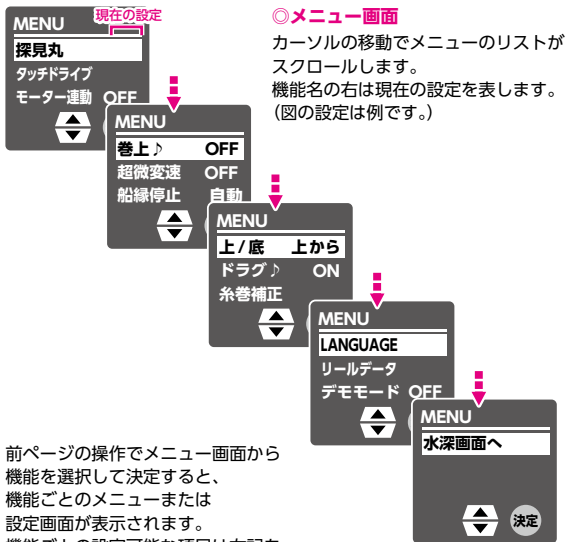 MENU
現在の設定
探見丸
タッチドライブ
モーター連動 OFF
◎メニュー画面
カーソルの移動でメニューのリストが
スクロールします。
機能名の右は現在の設定を表します。
(図の設定は例です。)
MENU
巻上♪ OFF
超微変速 OFF
船縁停止 自動
MENU
上/底 上から
ドラグ♪ ON
糸巻補正
MENU
LANGUAGE
リールデータ
デモモード OFF
MENU
水深画面へ
決定
前ページの操作でメニュー画面から
機能を選択して決定すると、
機能ごとのメニューまたは
設定画面が表示されます。